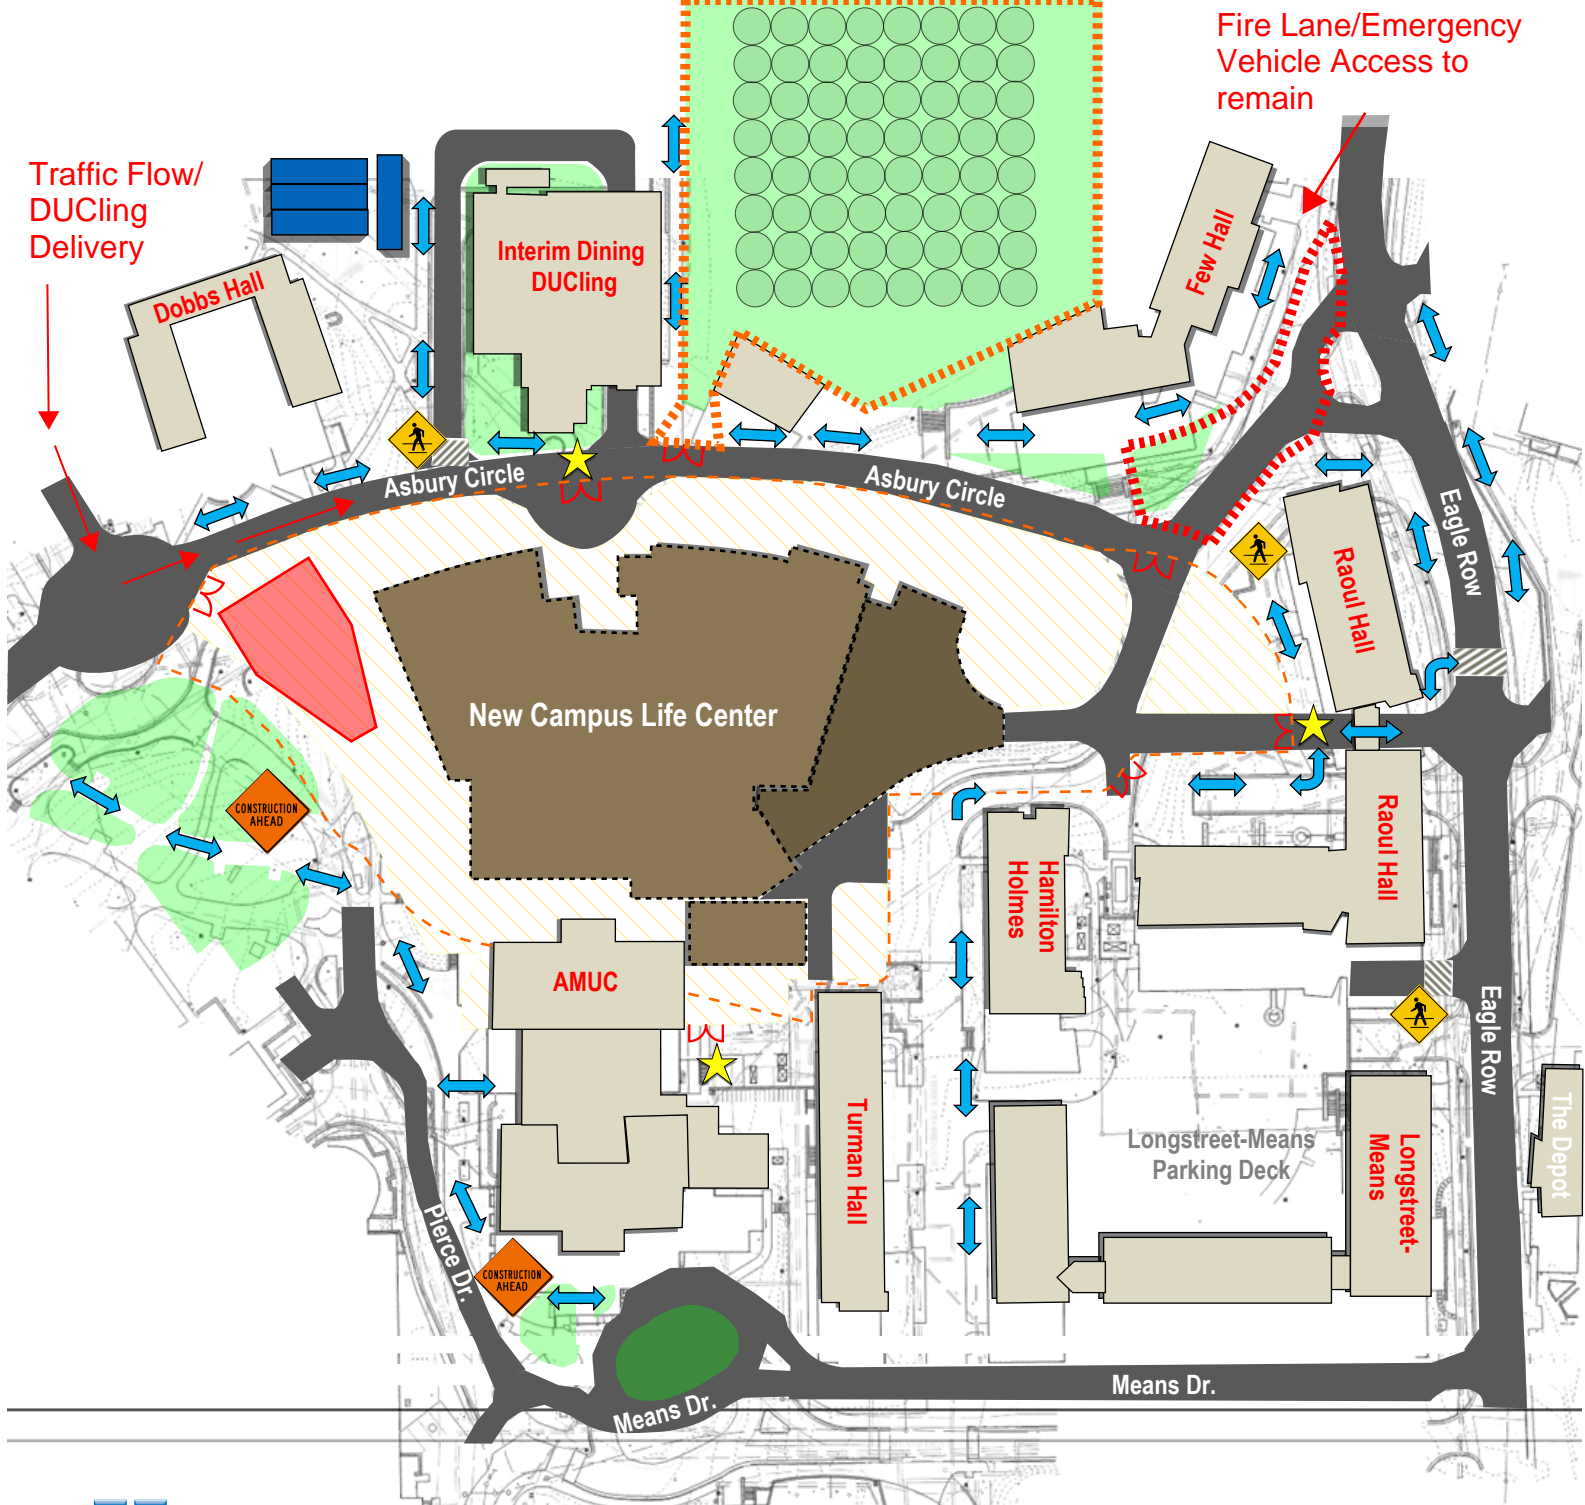 Fire Lane/Emergency
Vehicle Access to
remain
Traffic Flow/
DUCling
Delivery
Interim Dining
DUCling
Few Hall
Dobbs Hall
Asbury Circle
Asbury Circle
Eagle Row
Raoul Hall
New Campus Life Center
CONSTRUCTION
AHEAD
Raoul Hall
Hamilton
Holmes
AMUC
Eagle Row
Turman Hall
Longstreet-Means
Parking Deck
Longstreet-
Means
The Depot
Pierce Dr.
CONSTRUCTION
AHEAD
Means Dr.
Means Dr.